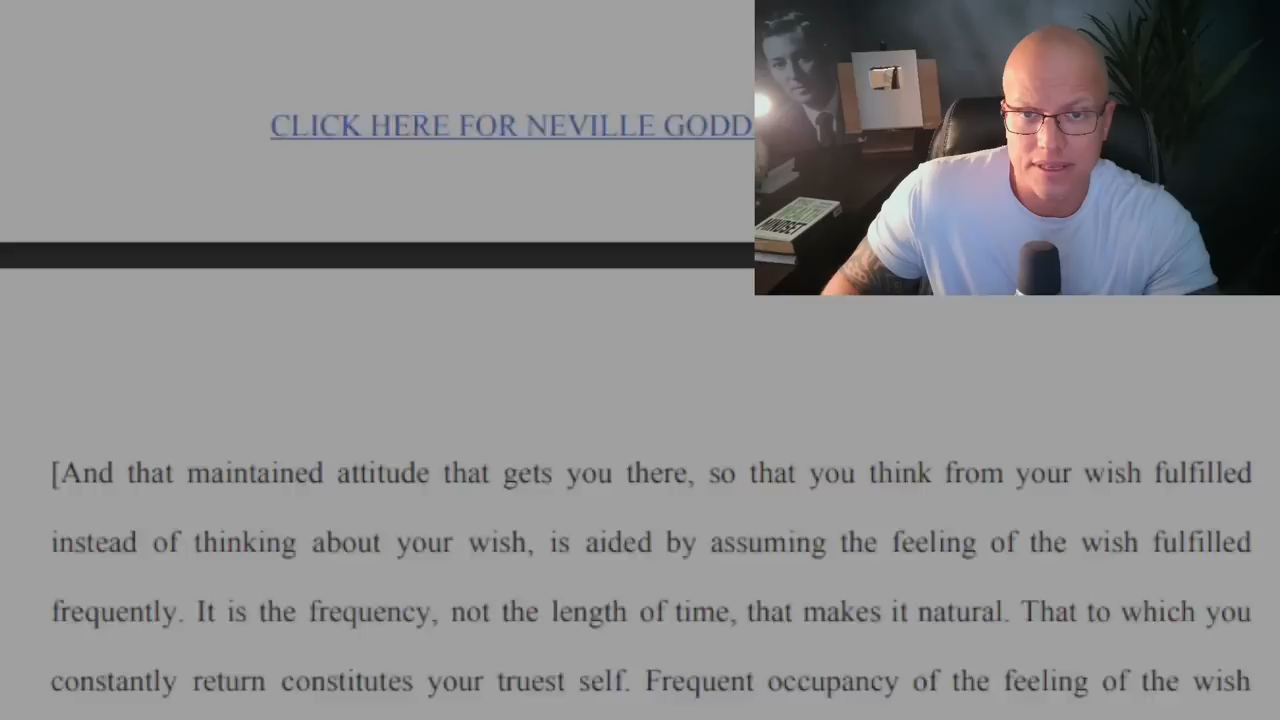 CLICK HERE FOR NEVILLE GODD
MINDSET
[And that maintained attitude that gets you there, so that you think from your wish fulfilled
instead of thinking about your wish, is aided by assuming the feeling of the wish fulfilled
frequently. It is the frequency, not the length of time, that makes it natural. That to which you
constantly return constitutes your truest self. Frequent occupancy of the feeling of the wish